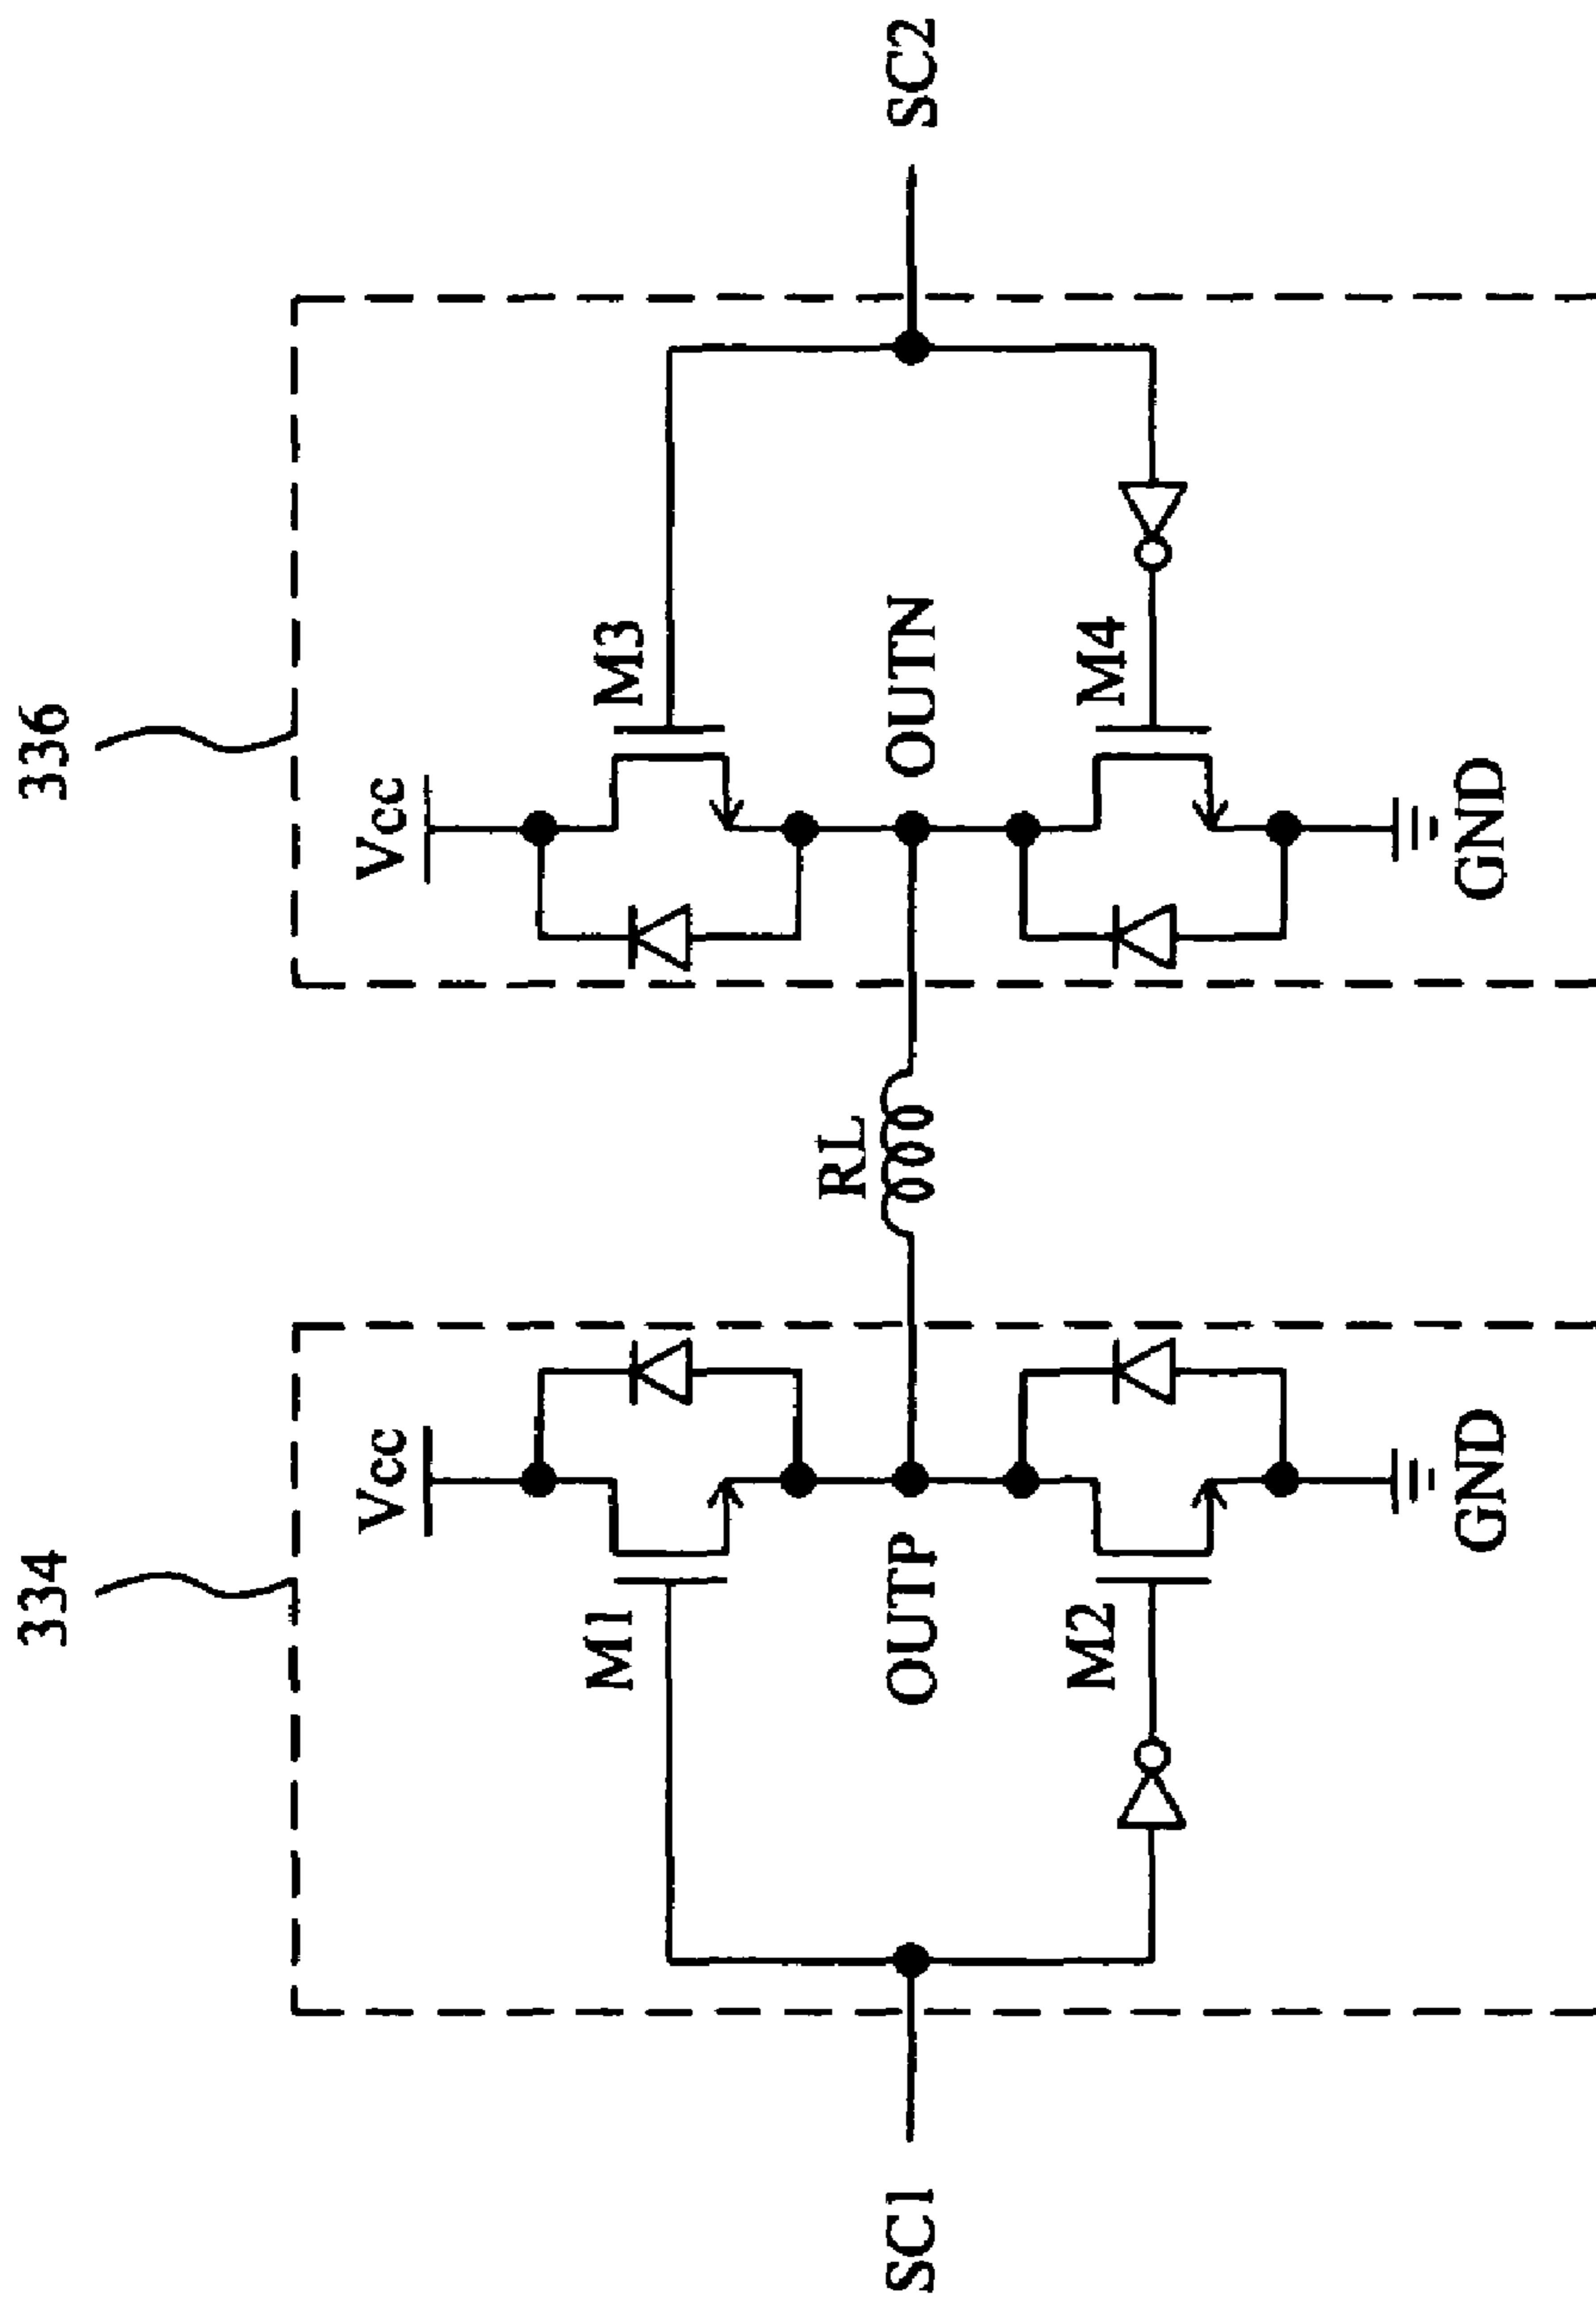 334
336
Vcc
Vcc
M1
M3
RL
SC1
OUTP
OUTN
SC2
M2
M4
GND
GND